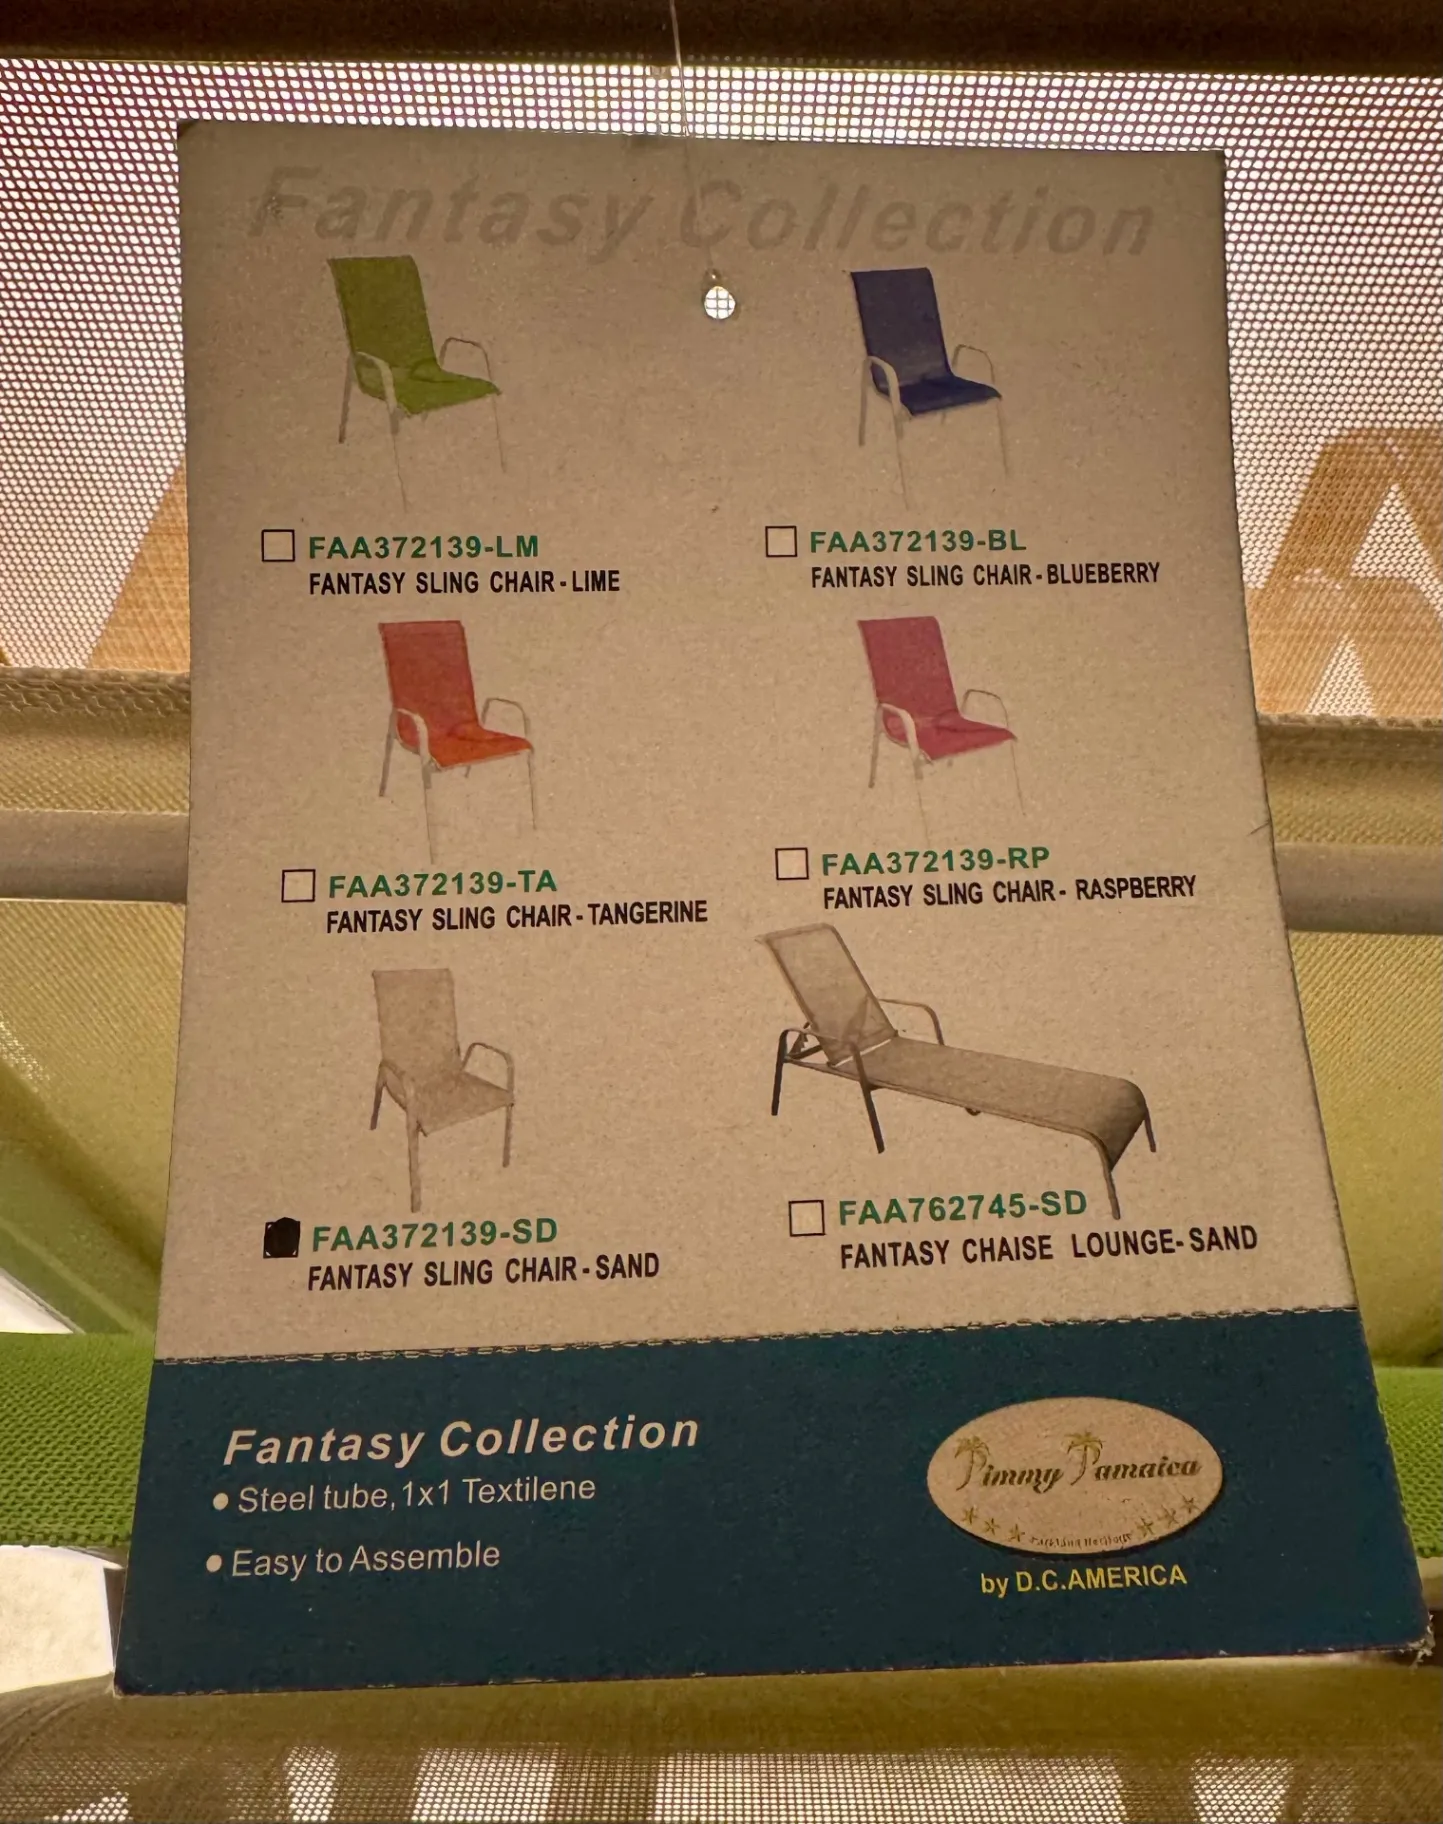 Fantasy Collection
FAA372139-LM
FANTASY SLING CHAIR-LIME
FAA372139-BL
FANTASY SLING CHAIR-BLUEBERRY
FAA372139-TA
FANTASY SLING CHAIR-TANGERINE
FAA372139-RP
FANTASY SLING CHAIR- RASPBERRY
FAA372139-SD
FANTASY SLING CHAIR-SAND
FAA762745-SD
FANTASY CHAISE LOUNGE-SAND
Fantasy Collection
• Steel tube, 1x1 Textilene
• Easy to Assemble
Jimmy Jamaica
by D.C.AMERICA